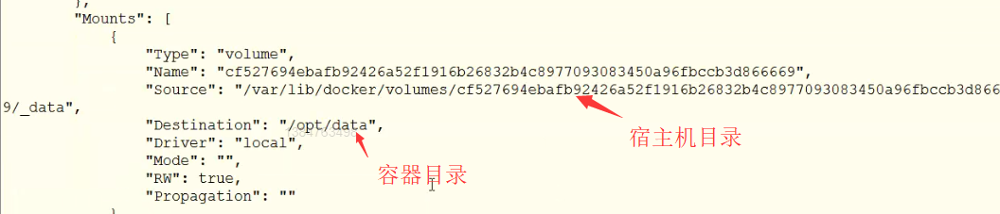 },
"Mounts": [
{
"Type": "volume",
"Name": "cf527694ebafb92426a52f1916b26832b4c8977093083450a96fbccb3d866669",
"Source": "/var/lib/docker/volumes/cf527694ebafb92426a52f1916b26832b4c8977093083450a96fbccb3d866
9/_data",
"Destination": "/opt/data",
"Driver": "local",
宿主机目录
"Mode": "",
"RW": true,
容器目录
"Propagation": ""
}